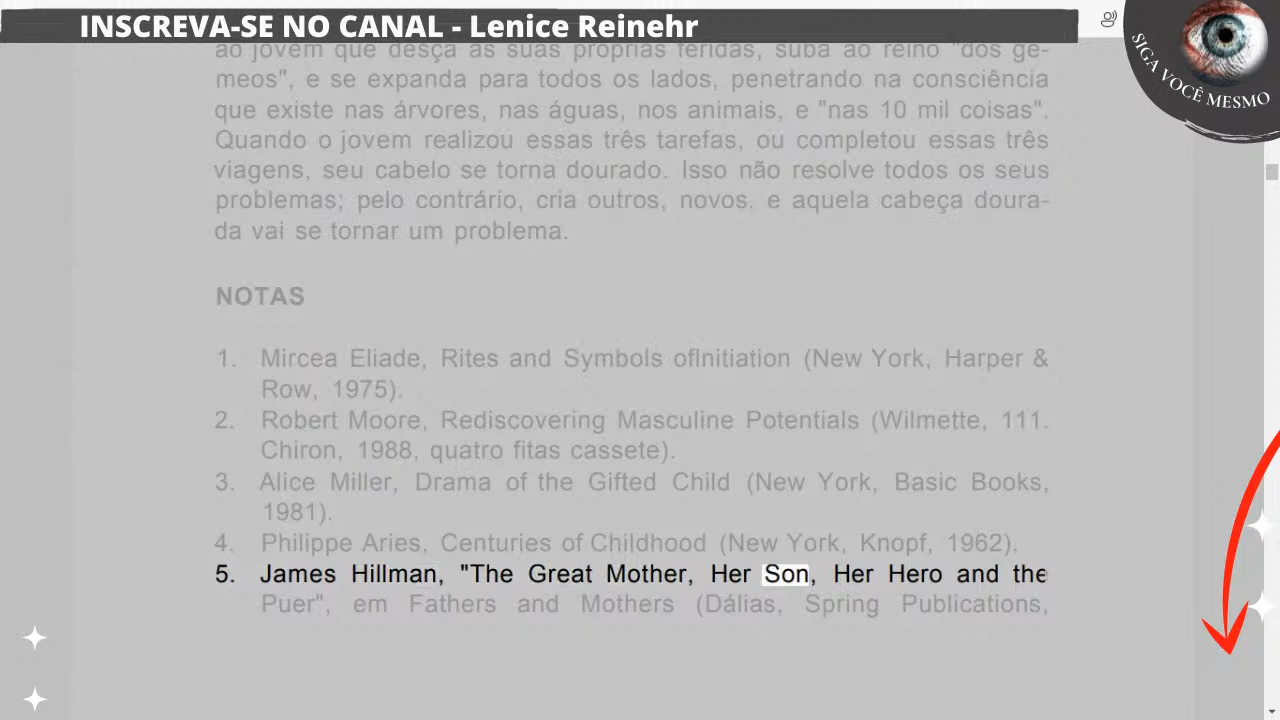 INSCREVA-SE NO CANAL - Lenice Reinehr
SIGA VOCÊ MESMO
ao jovem que desça às suas próprias feridas, suba ao reino "dos gê-
meos", e se expanda para todos os lados, penetrando na consciência
que existe nas árvores, nas águas, nos animais, e "nas 10 mil coisas".
Quando o jovem realizou essas três tarefas, ou completou essas três
viagens, seu cabelo se torna dourado. Isso não resolve todos os seus
problemas; pelo contrário, cria outros, novos. e aquela cabeça doura-
da vai se tornar um problema.
NOTAS
1. Mircea Eliade, Rites and Symbols oflnitiation (New York, Harper &
Row, 1975).
2. Robert Moore, Rediscovering Masculine Potentials (Wilmette, 111.
Chiron, 1988, quatro fitas cassete).
3. Alice Miller, Drama of the Gifted Child (New York, Basic Books,
1981).
4. Philippe Aries, Centuries of Childhood (New York, Knopf, 1962).
5. James Hillman, "The Great Mother, Her Son, Her Hero and the
Puer", em Fathers and Mothers (Dálias, Spring Publications,